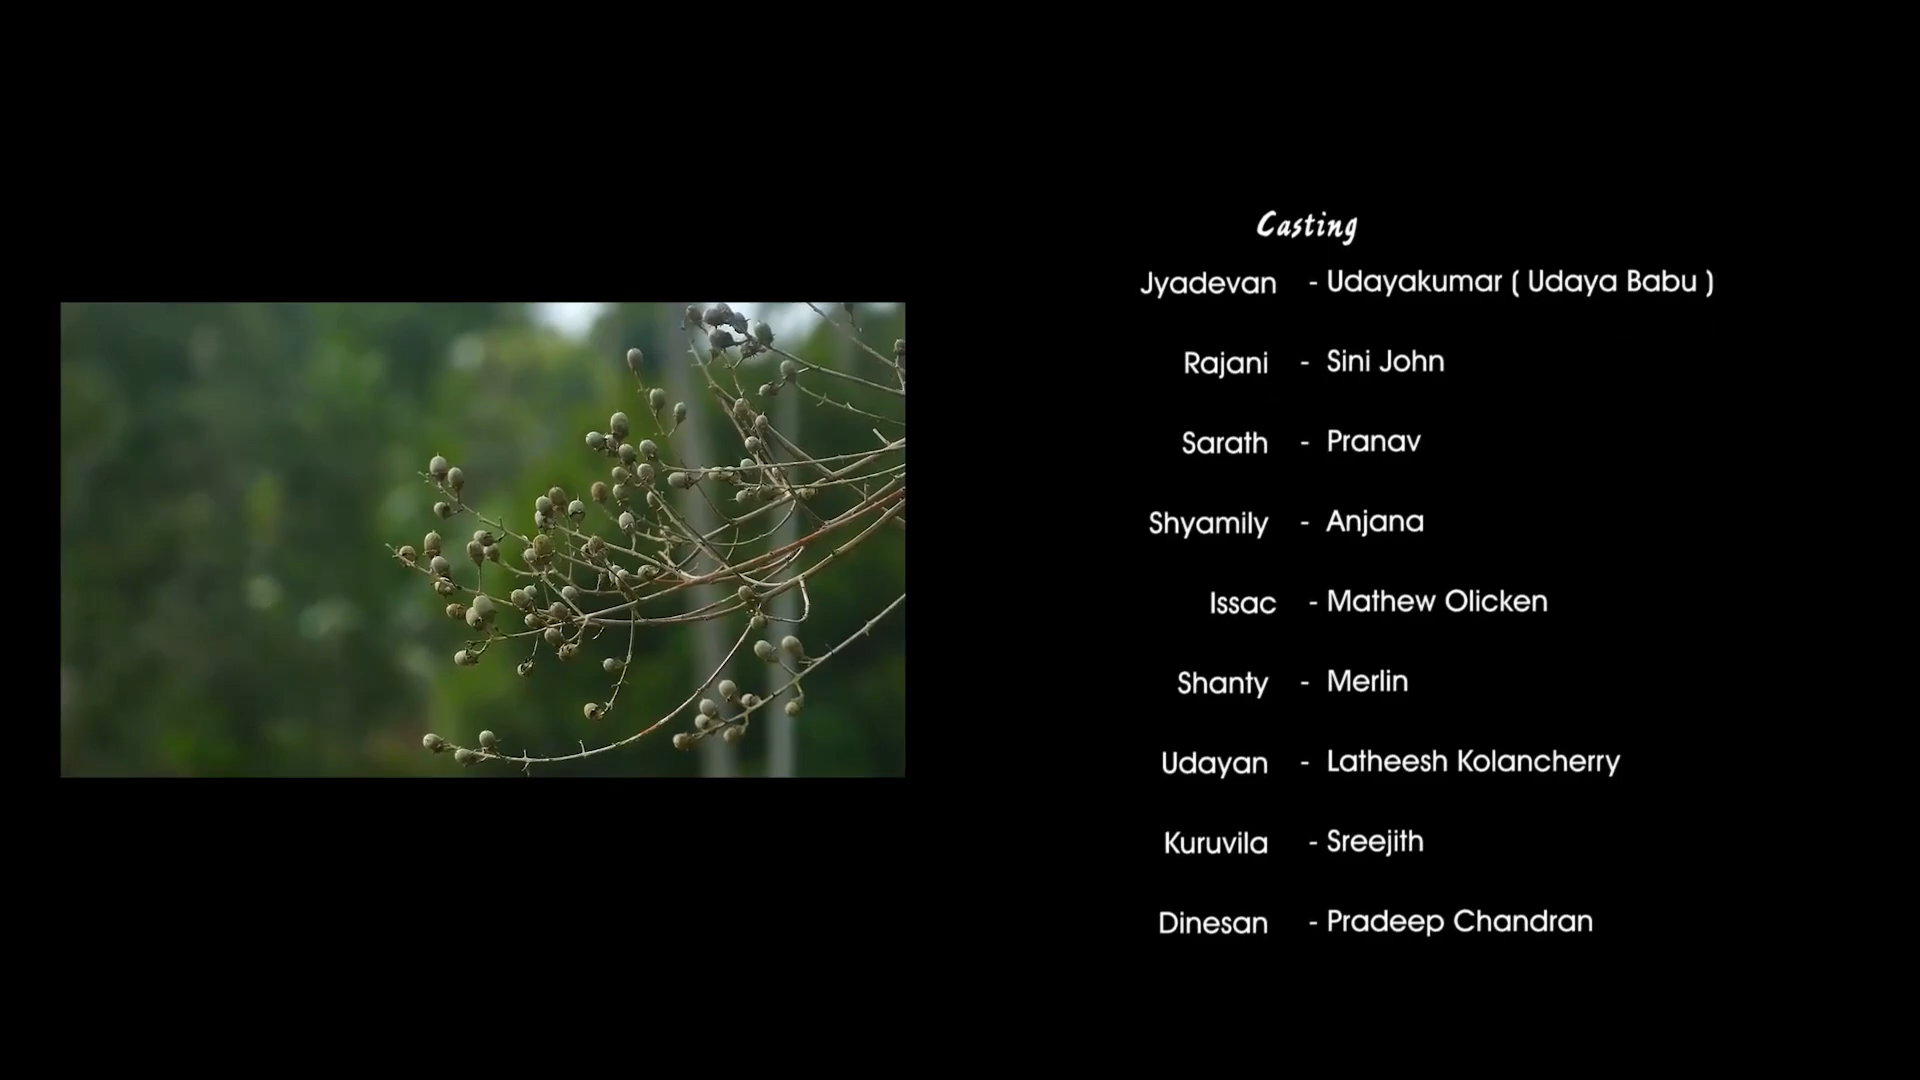 Casting
Jyadevan - Udayakumar ( Udaya Babu )
Rajani - Sini John
Sarath - Pranav
Shyamily - Anjana
Issac - Mathew Olicken
Shanty - Merlin
Udayan - Latheesh Kolancherry
Kuruvila - Sreejith
Dinesan - Pradeep Chandran